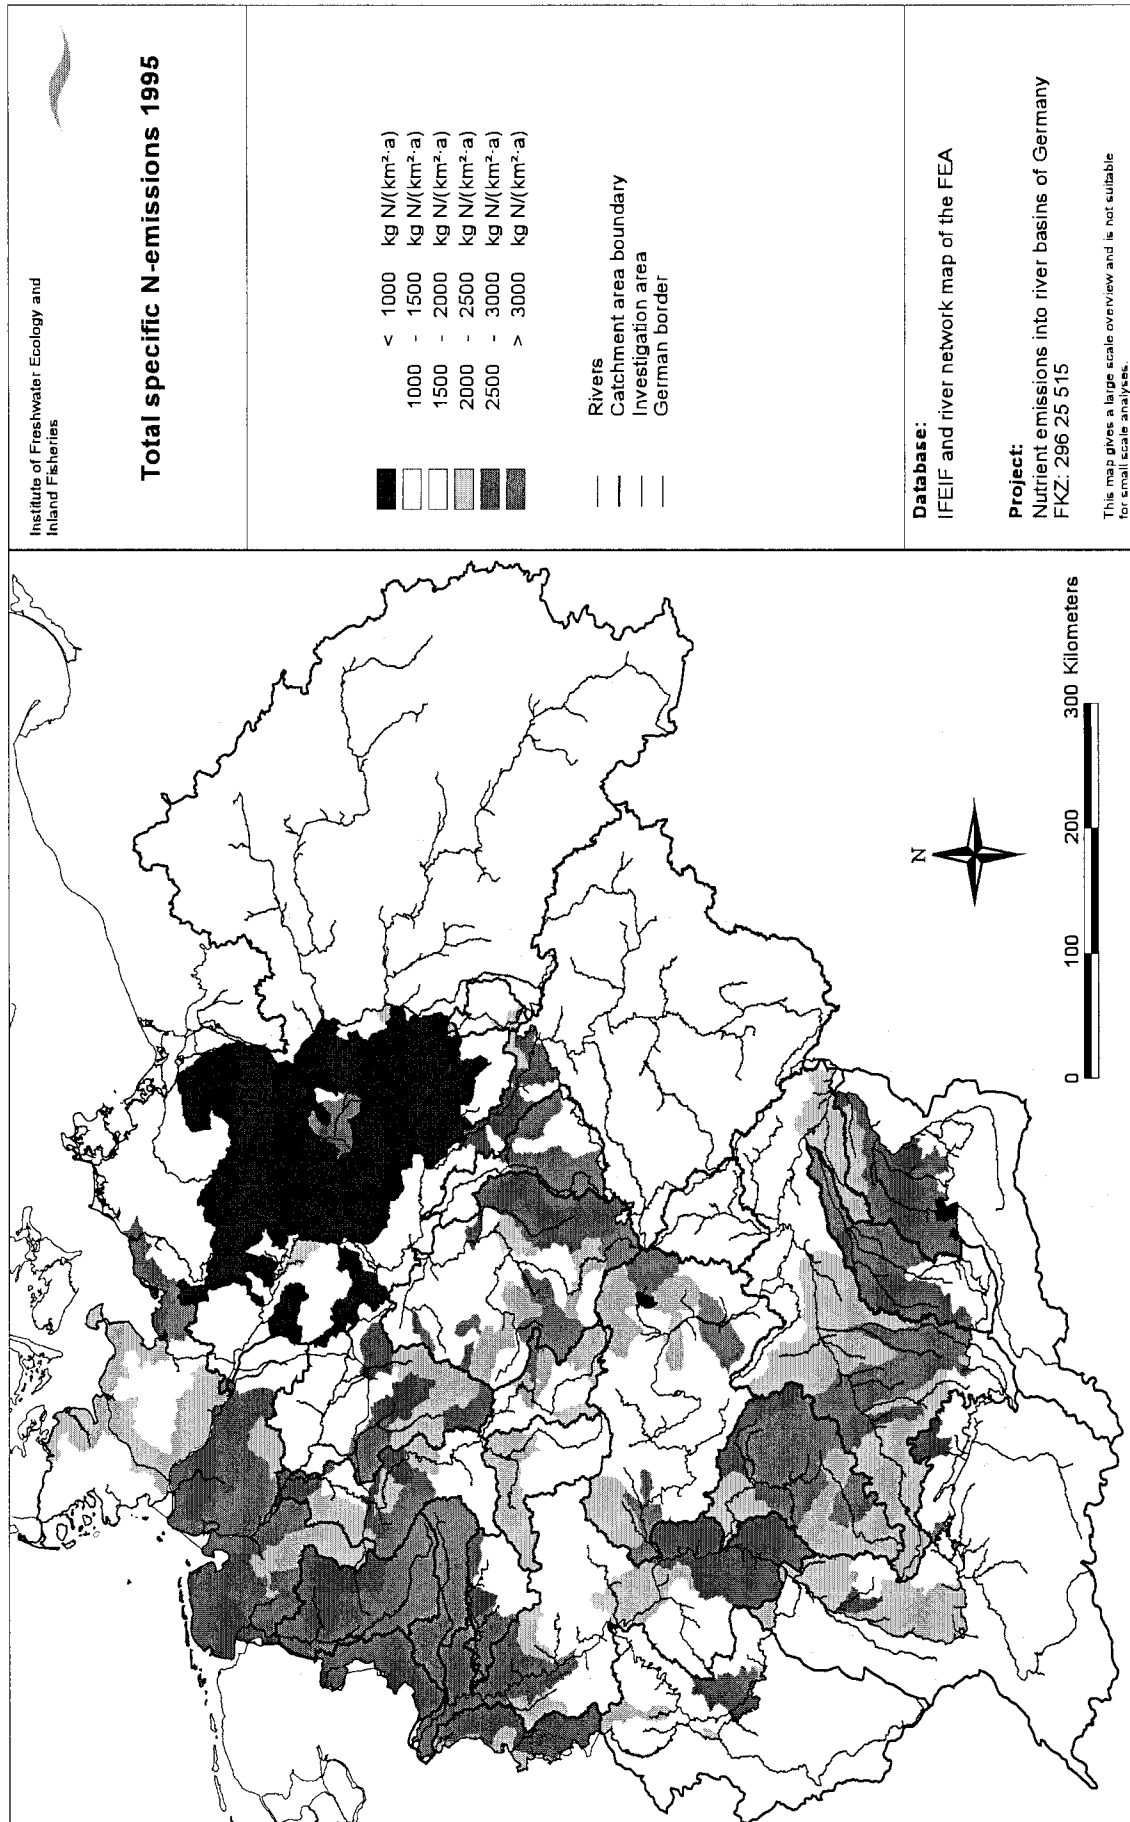 Institute of Freshwater Ecology and
Inland Fisheries
Total specific N-emissions 1995
< 1000 kg N/(km²·a)
1000 - 1500 kg N/(km²·a)
1500 - 2000 kg N/(km²·a)
2000 - 2500 kg N/(km²·a)
2500 - 3000 kg N/(km²·a)
> 3000 kg N/(km²·a)
Rivers
Catchment area boundary
Investigation area
German border
Database:
IFEIF and river network map of the FEA
Project:
Nutrient emissions into river basins of Germany
FKZ: 296 25 515
This map gives a large scale overview and is not suitable
for small scale analyses.
N
0 100 200 300 Kilometers